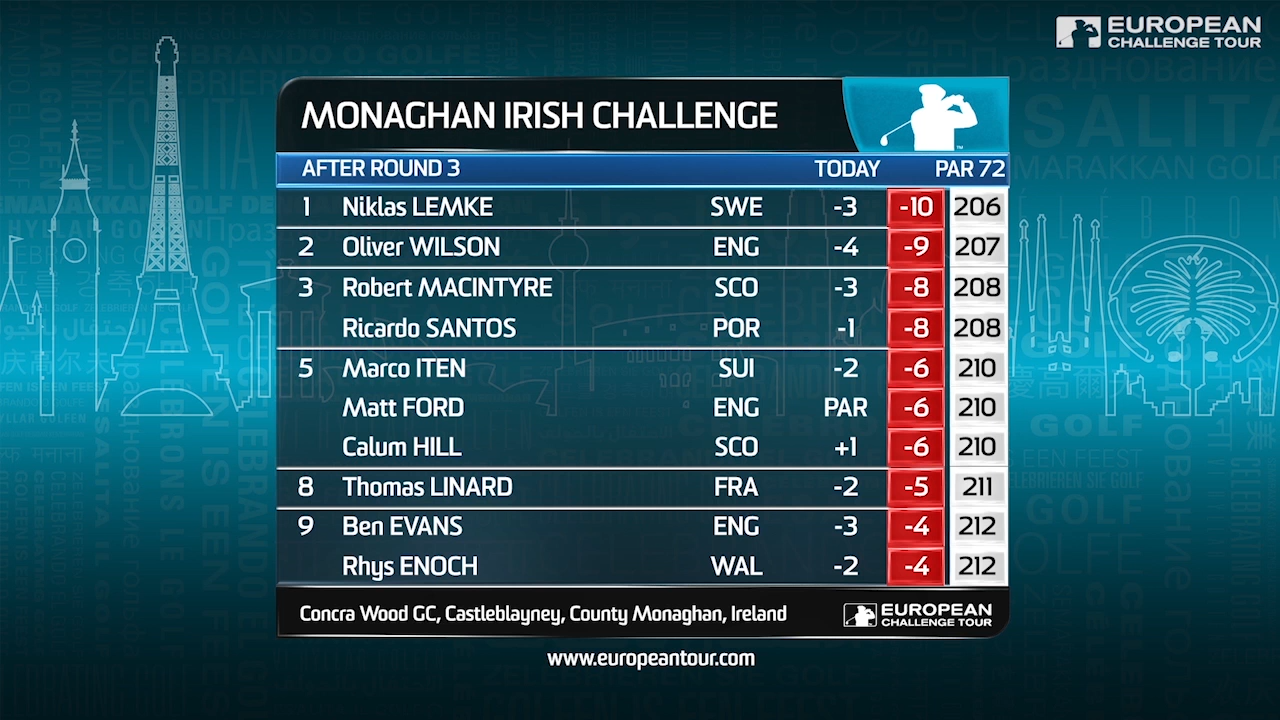 EUROPEAN
CHALLENGE TOUR
MONAGHAN IRISH CHALLENGE
AFTER ROUND 3 TODAY PAR 72
1 Niklas LEMKE SWE -3 -10 206
2 Oliver WILSON ENG -4 -9 207
3 Robert MACINTYRE SCO -3 -8 208
Ricardo SANTOS POR -1 -8 208
5 Marco ITEN SUI -2 -6 210
Matt FORD ENG PAR -6 210
Calum HILL SCO +1 -6 210
8 Thomas LINARD FRA -2 -5 211
9 Ben EVANS ENG -3 -4 212
Rhys ENOCH WAL -2 -4 212
Concra Wood GC, Castleblayney, County Monaghan, Ireland
EUROPEAN
CHALLENGE TOUR
www.europeantour.com